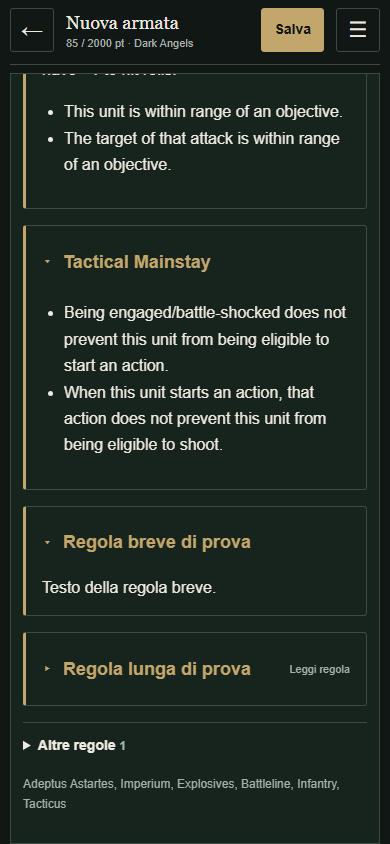 Nuova armata
85 / 2000 pt · Dark Angels
Salva
This unit is within range of an objective.
The target of that attack is within range
of an objective.
Tactical Mainstay
Being engaged/battle-shocked does not
prevent this unit from being eligible to
start an action.
When this unit starts an action, that
action does not prevent this unit from
being eligible to shoot.
Regola breve di prova
Testo della regola breve.
Regola lunga di prova
Leggi regola
Altre regole 1
Adeptus Astartes, Imperium, Explosives, Battleline, Infantry,
Tacticus